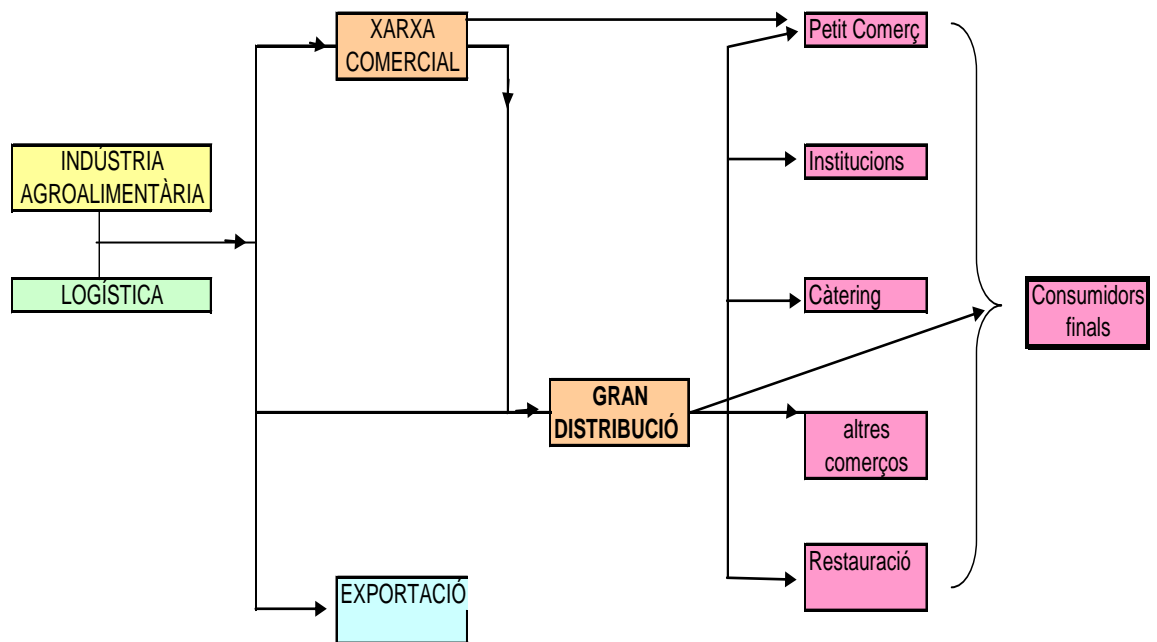 XARXA
COMERCIAL
Petit Comerç
INDÚSTRIA
AGROALIMENTÀRIA
Institucions
LOGÍSTICA
Càtering
Consumidors
finals
GRAN
DISTRIBUCIÓ
altres
comerços
Restauració
EXPORTACIÓ